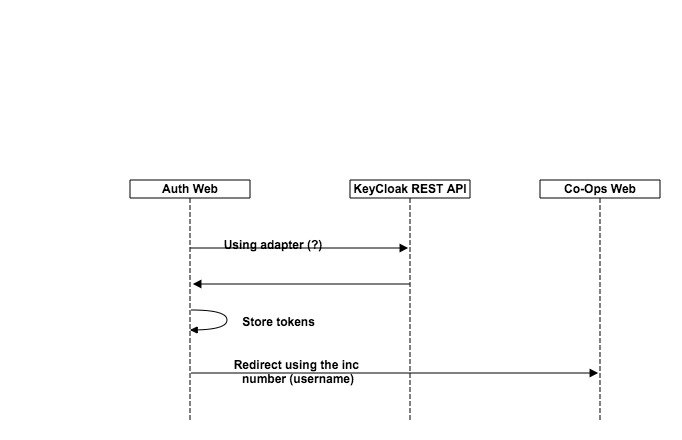 Auth Web
KeyCloak REST API
Co-Ops Web
Using adapter (?)
Store tokens
Redirect using the inc
number (username)